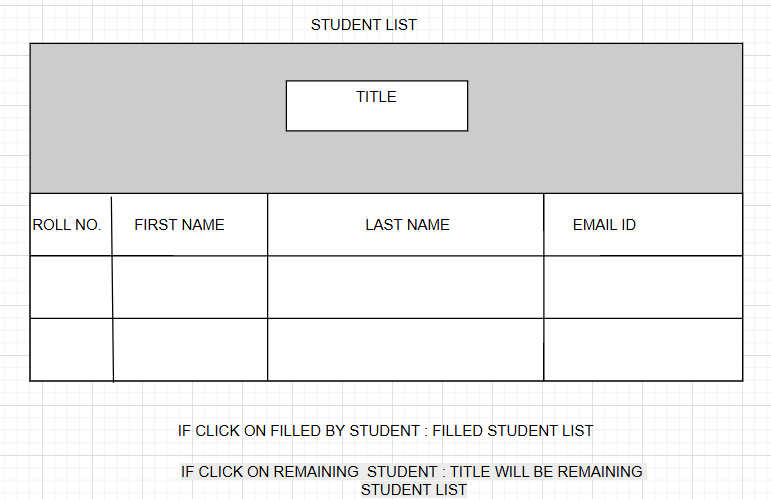 STUDENT LIST
TITLE
ROLL NO. FIRST NAME LAST NAME EMAIL ID
IF CLICK ON FILLED BY STUDENT : FILLED STUDENT LIST
IF CLICK ON REMAINING STUDENT : TITLE WILL BE REMAINING
STUDENT LIST